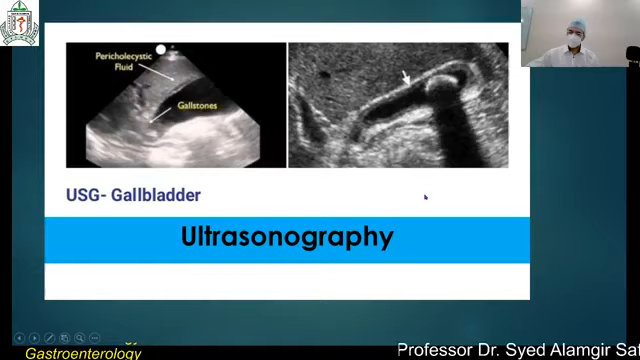 Pericholecystic
Fluid
Gallstones
USG- Gallbladder
Ultrasonography
Gastroenterology
Professor Dr. Syed Alamgir Saf